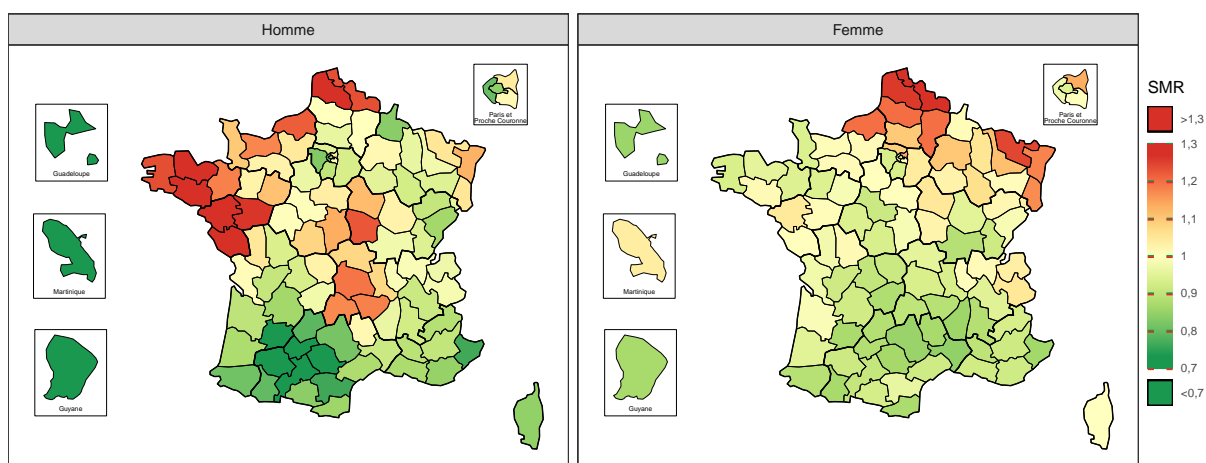 Homme
Femme
Paris et
Proche Couronne
Guadeloupe
Martinique
Guyane
Paris et
Proche Couronne
Guadeloupe
Martinique
Guyane
SMR
>1,3
1,3
1,2
1,1
1
0,9
0,8
0,7
<0,7